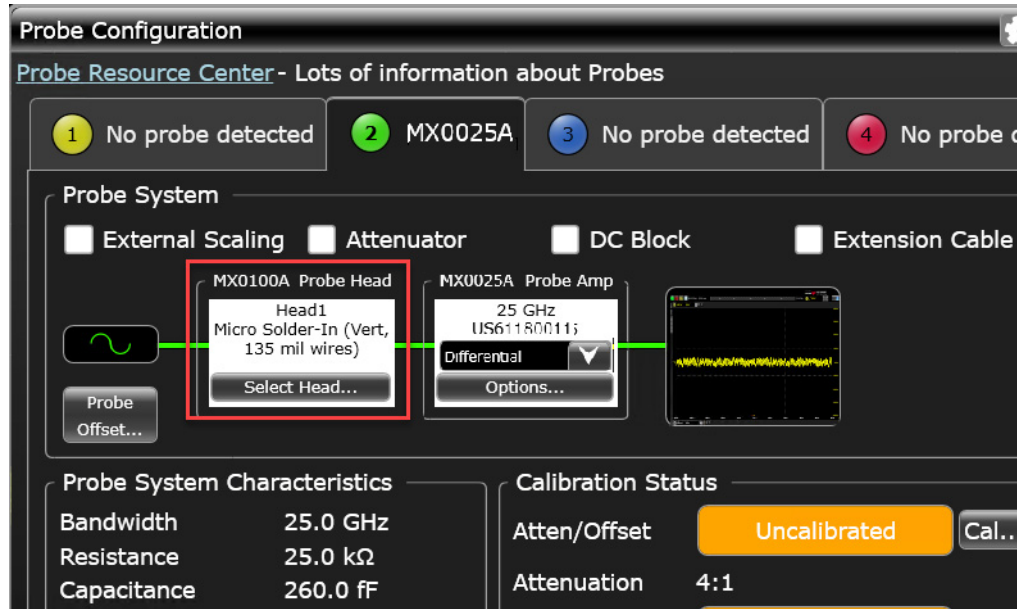 Probe Configuration
Probe Resource Center - Lots of information about Probes
1 No probe detected
2 MX0025A
3 No probe detected
4 No probe
Probe System
External Scaling
Attenuator
DC Block
Extension Cable
MX0100A Probe Head
Head1
Micro Solder-In (Vert,
135 mil wires)
Select Head...
MX0025A Probe Amp
25 GHz
Differential
Options...
Probe
Offset...
Probe System Characteristics
Bandwidth 25.0 GHz
Resistance 25.0 kΩ
Capacitance 260.0 fF
Calibration Status
Atten/Offset Uncalibrated Cal...
Attenuation 4:1